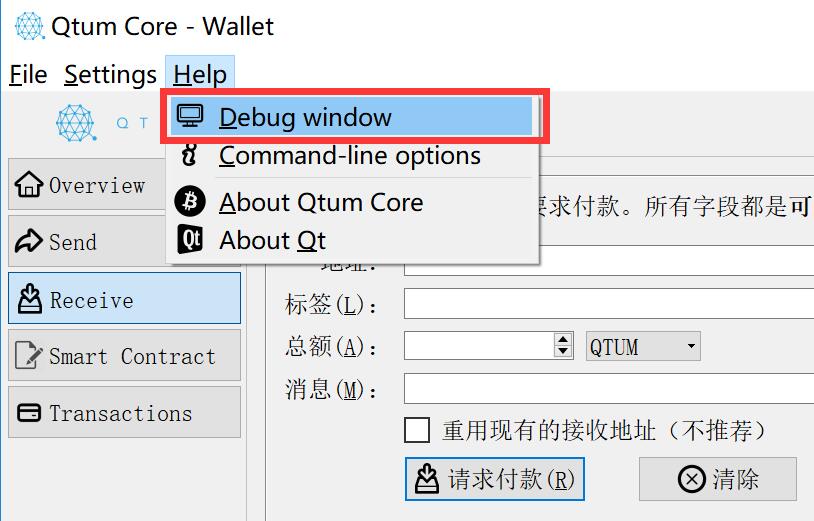 Qtum Core - Wallet
File Settings Help
Q T
Debug window
Command-line options
About Qtum Core
About Qt
Overview
Send
Receive
Smart Contract
Transactions
要求付款。所有字段都是可
地址:
标签(L):
总额(A):
QTUM
消息(M):
重用现有的接收地址（不推荐）
请求付款(R)
清除